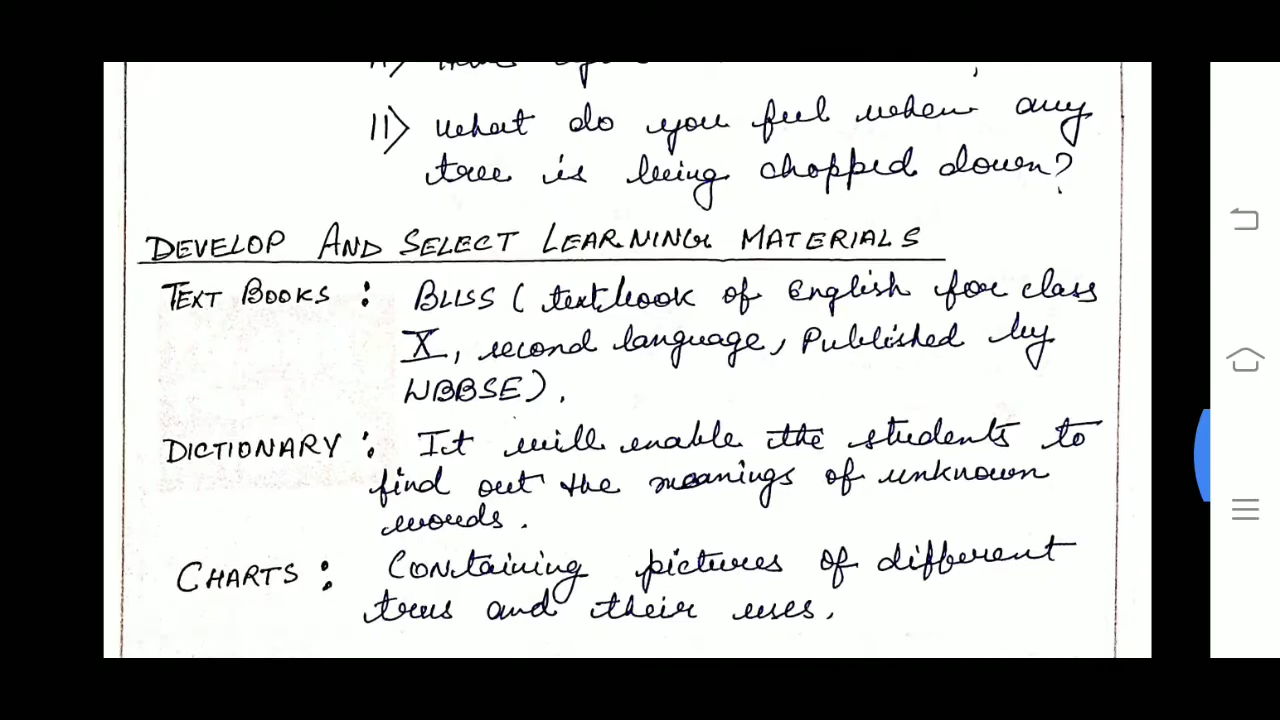 11) What do you feel when any
tree is being chopped down?
DEVELOP AND SELECT LEARNING MATERIALS
TEXT BOOKS : BLISS (textbook of English for class
X, second language, Published by
WBBSE).
DICTIONARY : It will enable the students to
find out the meanings of unknown
words.
CHARTS : Containing pictures of different
trees and their uses.